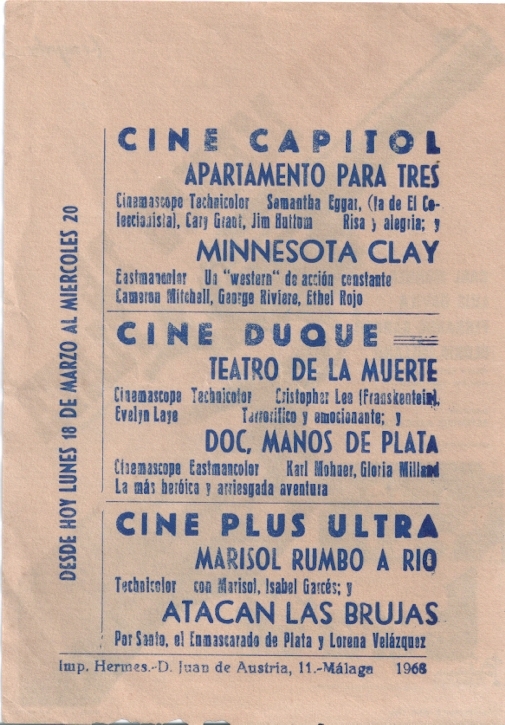 DESDE HOY LUNES 18 DE MARZO AL MIERCOLES 20
CINE CAPITOL
APARTAMENTO PARA TRES
Cinemascope Technicolor Samantha Eggar, (la de El Co-
leccionista), Cary Grant, Jim Huttom Risa y alegria; y
MINNESOTA CLAY
Eastmancolor Un "western" de acción constante
Cameron Mitchell, George Riviere, Ethel Rojo
CINE DUQUE
TEATRO DE LA MUERTE
Cinemascope Technicolor Cristopher Lee (Franskentein),
Evelyn Laye Terrorifico y emocionante; y
DOC, MANOS DE PLATA
Cinemascope Eastmancolor Karl Mohner, Gloria Milland
La más heróica y arriesgada aventura
CINE PLUS ULTRA
MARISOL RUMBO A RIO
Technicolor con Marisol, Isabel Garcés; y
ATACAN LAS BRUJAS
Por Santo, el Enmascarado de Plata y Lorena Velázquez
Imp. Hermes.-D. Juan de Austria, 11.-Málaga 1968